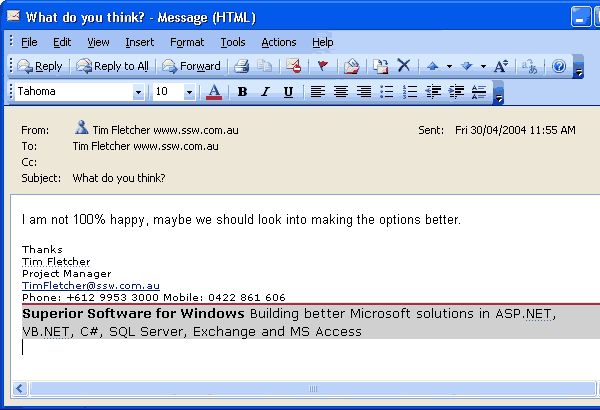 What do you think? - Message (HTML)
File Edit View Insert Format Tools Actions Help
Reply Reply to All Forward
Tahoma 10 A B I U
From: Tim Fletcher www.ssw.com.au Sent: Fri 30/04/2004 11:55 AM
To: Tim Fletcher www.ssw.com.au
Cc:
Subject: What do you think?
I am not 100% happy, maybe we should look into making the options better.
Thanks
Tim Fletcher
Project Manager
TimFletcher@ssw.com.au
Phone: +612 9953 3000 Mobile: 0422 861 606
Superior Software for Windows Building better Microsoft solutions in ASP.NET,
VB.NET, C#, SQL Server, Exchange and MS Access